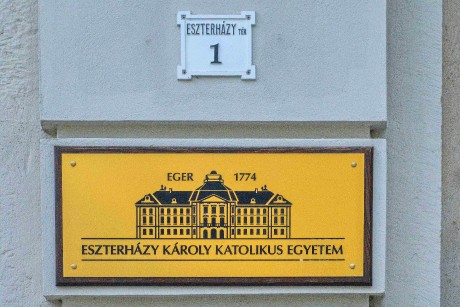 ESZTERHÁZY TÉR
1
EGER 1774
ESZTERHÁZY KÁROLY KATOLIKUS EGYETEM